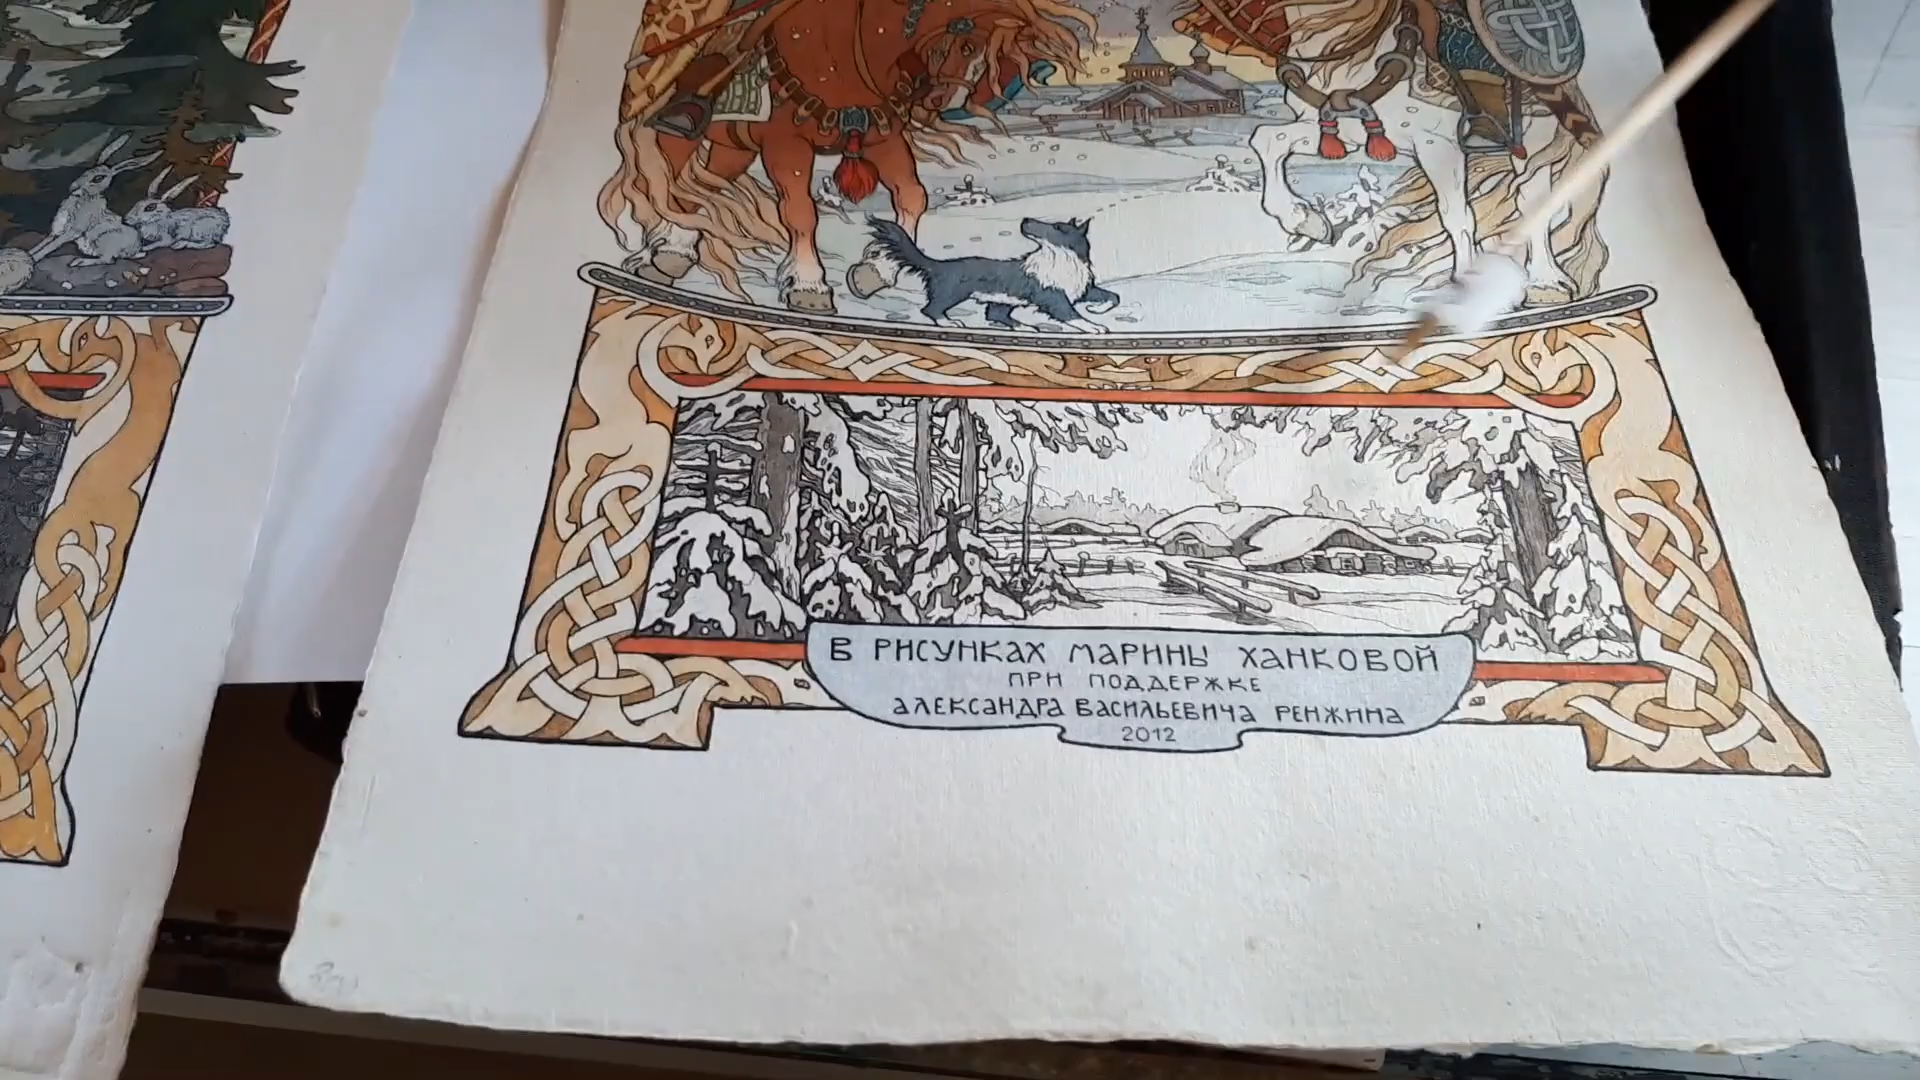 В РИСУНКАХ МАРИНЫ ХАНКОВОЙ
ПРИ ПОДДЕРЖКЕ
АЛЕКСАНДРА ВАСИЛЬЕВИЧА РЕНЖИНА
2012